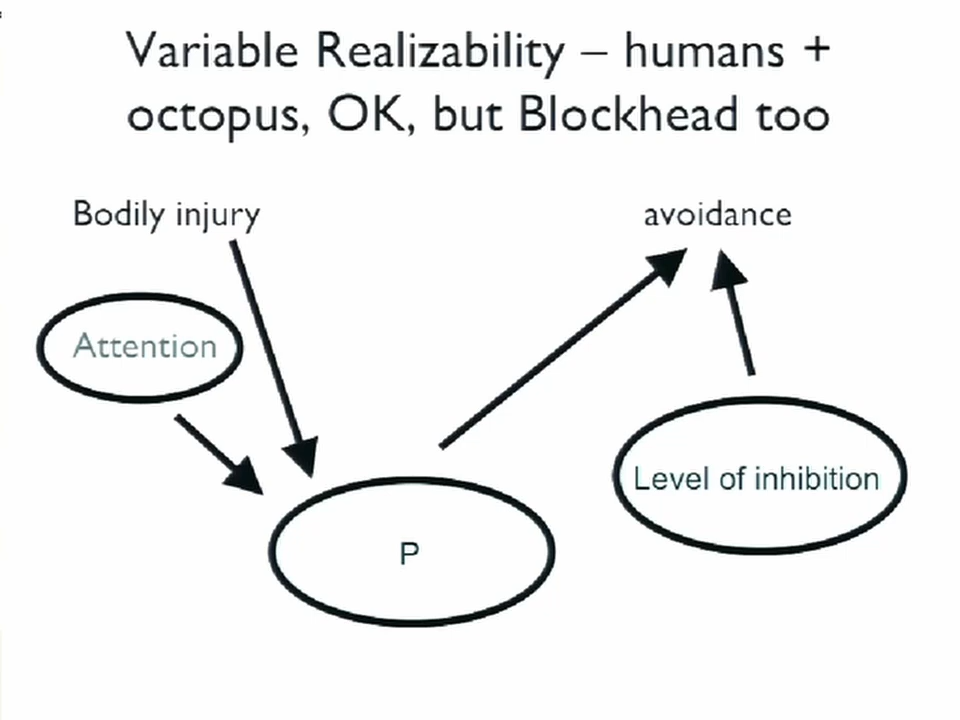 Variable Realizability – humans +
octopus, OK, but Blockhead too
Bodily injury
avoidance
Attention
Level of inhibition
P